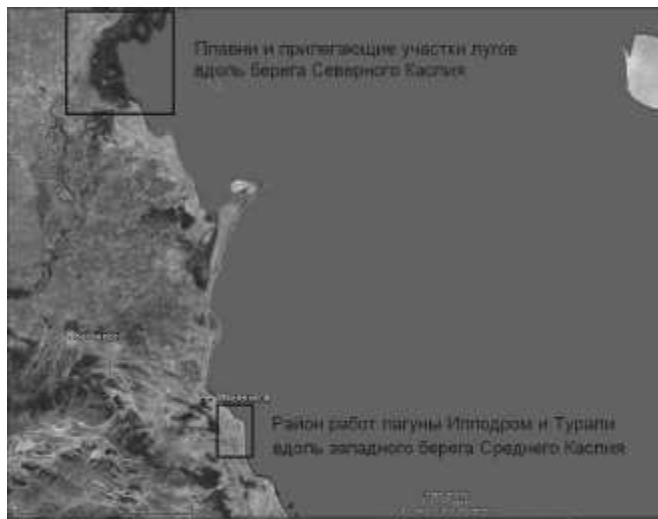 Плавни и прилегающие участки лугов
вдоль берега Северного Каспия
Район работ лагуны Ипподром и Турали
вдоль западного берега Среднего Каспия